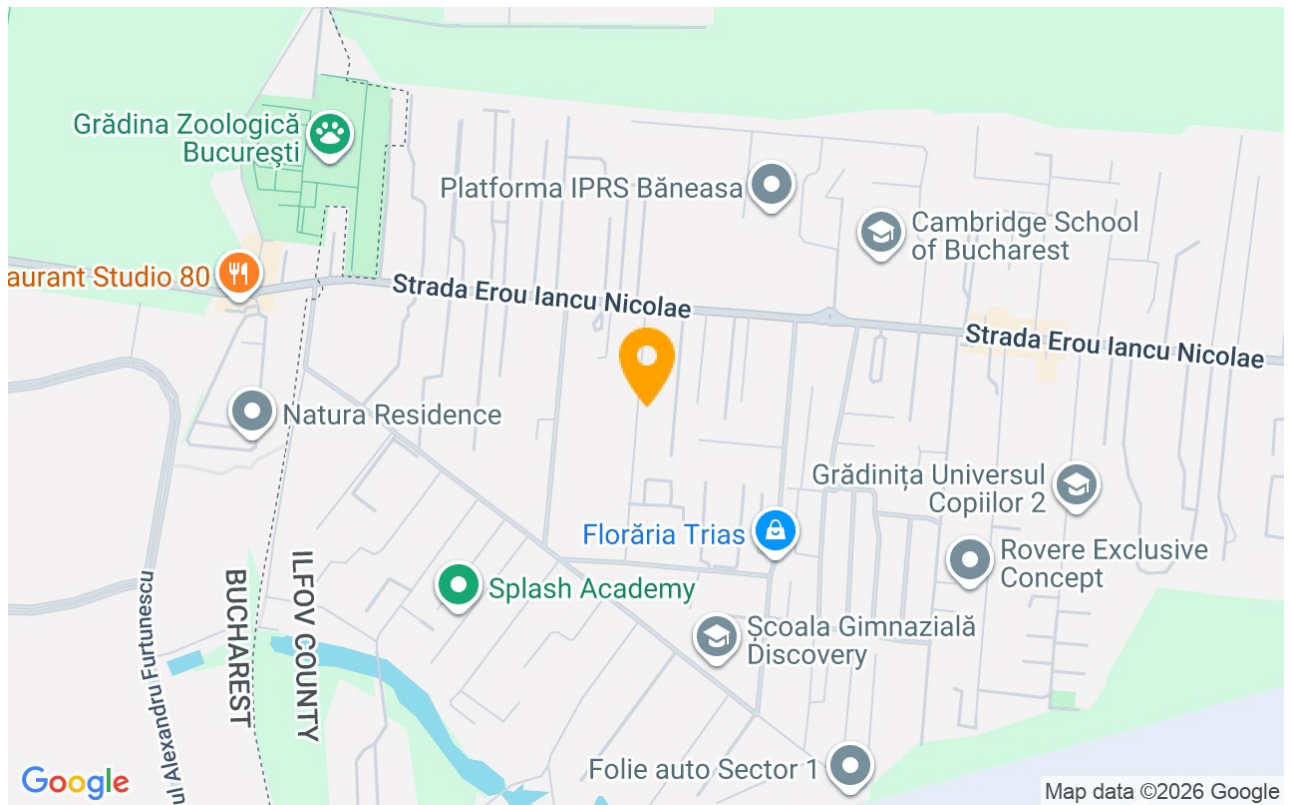 Grădina Zoologică
București
Platforma IPRS Băneasa
Cambridge School
of Bucharest
aurant Studio 80
Strada Erou Iancu Nicolae
Strada Erou Iancu Nicolae
Natura Residence
Grădinița Universul
Copiilor 2
Florăria Trias
Rovere Exclusive
Concept
Splash Academy
Școala Gimnazială
Discovery
BUCHAREST
ILFOV COUNTY
ul Alexandru Furtunescu
Folie auto Sector 1
Google
Map data ©2026 Google